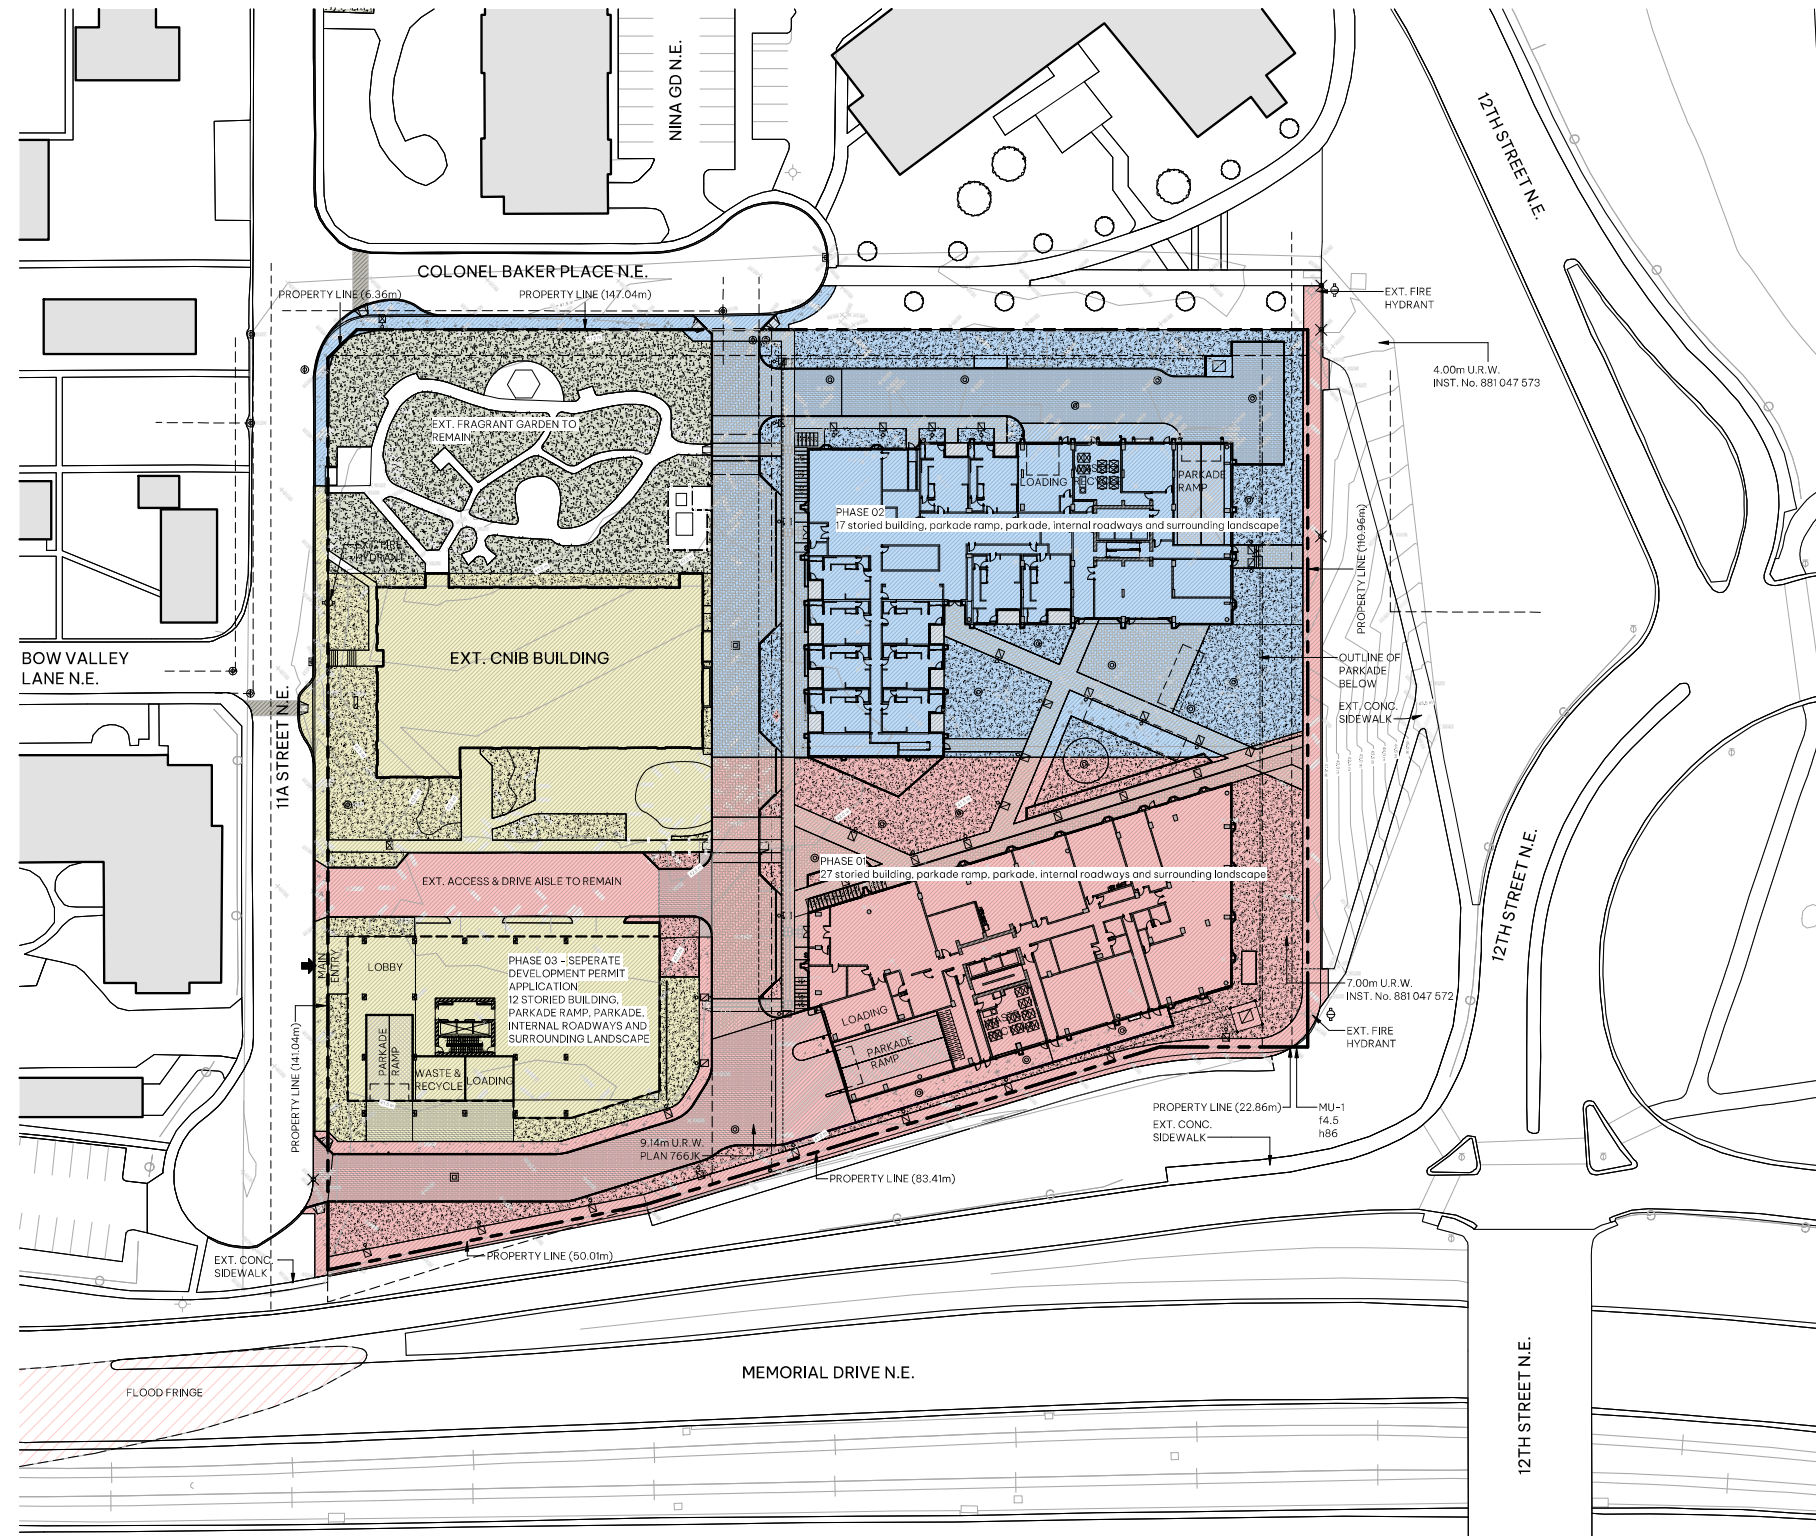 NINA GD N.E.
12TH STREET N.E.
COLONEL BAKER PLACE N.E.
PROPERTY LINE (6.36m)
PROPERTY LINE (147.04m)
EXT. FIRE
HYDRANT
4.00m U.R.W.
INST. No. 881 047 573
EXT. FRAGRANT GARDEN TO
REMAIN
LOADING
PARKADE
RAMP
PHASE 02
17 storied building, parkade ramp, parkade, internal roadways and surrounding landscape
PROPERTY LINE (110.96m)
BOW VALLEY
LANE N.E.
EXT. CNIB BUILDING
OUTLINE OF
PARKADE
BELOW
EXT. CONC.
SIDEWALK
11A STREET N.E.
PHASE 01
27 storied building, parkade ramp, parkade, internal roadways and surrounding landscape
EXT. ACCESS & DRIVE AISLE TO REMAIN
12TH STREET N.E.
MAIN
ENTRY
LOBBY
PHASE 03 - SEPERATE
DEVELOPMENT PERMIT
APPLICATION
12 STORIED BUILDING,
PARKADE RAMP, PARKADE,
INTERNAL ROADWAYS AND
SURROUNDING LANDSCAPE
7.00m U.R.W.
INST. No. 881 047 572
LOADING
PARKADE
RAMP
EXT. FIRE
HYDRANT
PARKADE
RAMP
WASTE &
RECYCLE
LOADING
PROPERTY LINE (141.04m)
PROPERTY LINE (22.86m)
MU-1
f4.5
h86
EXT. CONC.
SIDEWALK
9.14m U.R.W.
PLAN 766JK
PROPERTY LINE (83.41m)
PROPERTY LINE (50.01m)
EXT. CONC.
SIDEWALK
MEMORIAL DRIVE N.E.
FLOOD FRINGE
12TH STREET N.E.